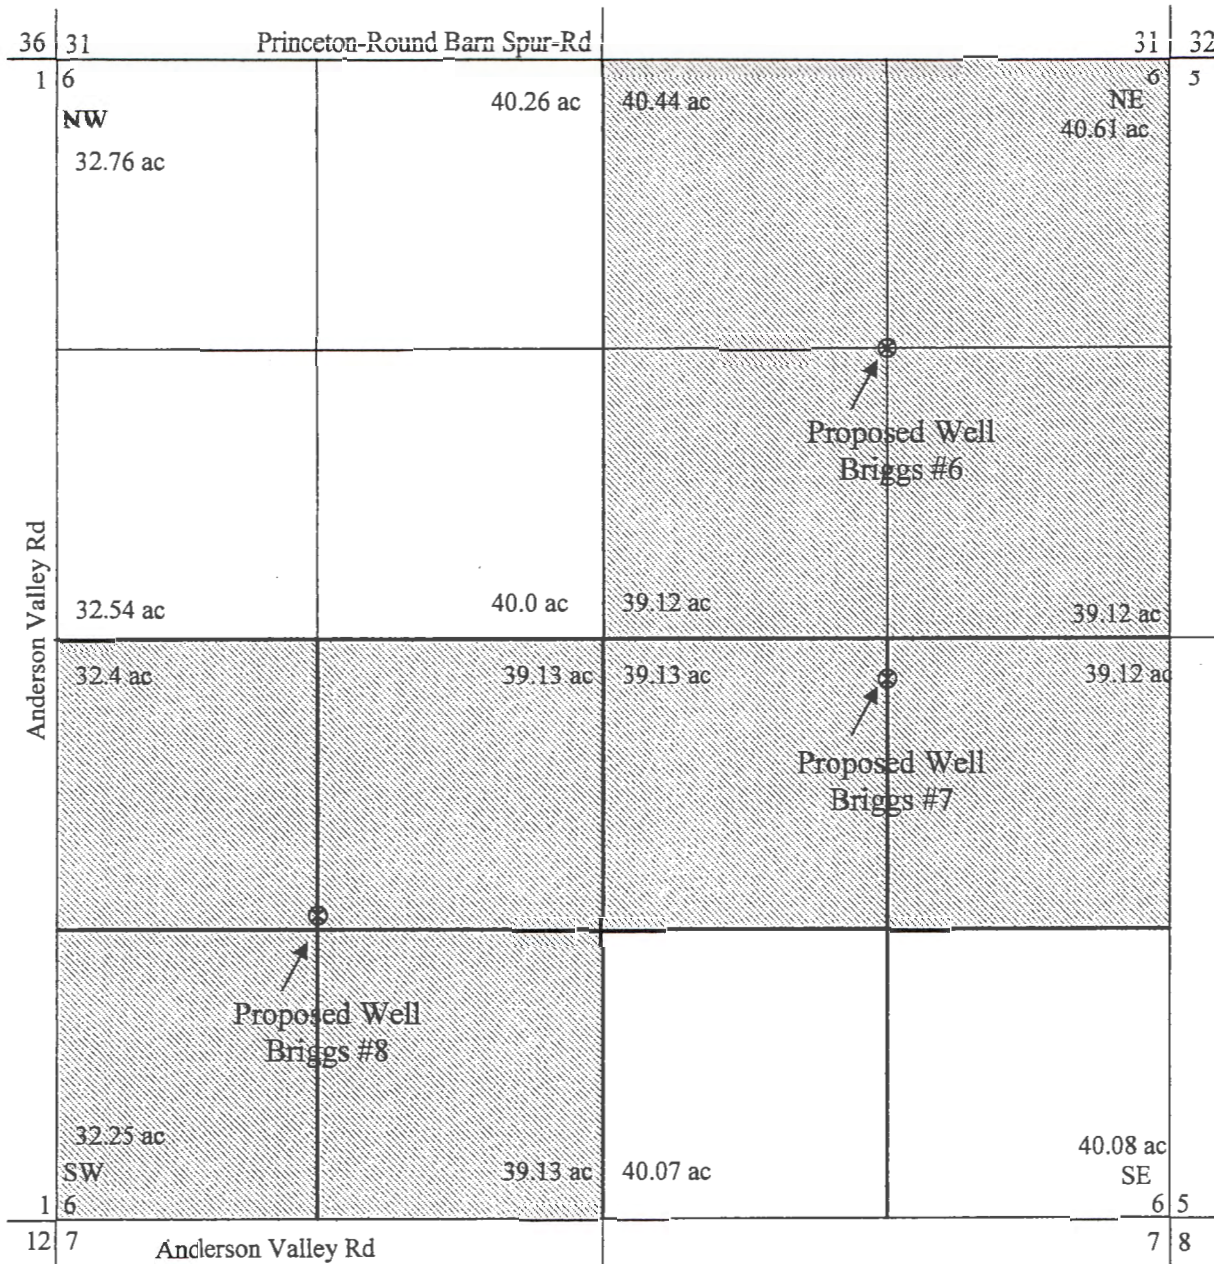 36 31 Princeton-Round Barn Spur-Rd 31 32
1 6 6 5
NW 40.26 ac 40.44 ac NE
32.76 ac 40.61 ac
Proposed Well
Briggs #6
Anderson Valley Rd
32.54 ac 40.0 ac 39.12 ac 39.12 ac
32.4 ac 39.13 ac 39.13 ac 39.12 ac
Proposed Well
Briggs #7
Proposed Well
Briggs #8
32.25 ac 40.08 ac
SW 39.13 ac 40.07 ac SE
1 6 6 5
12 7 Anderson Valley Rd 7 8